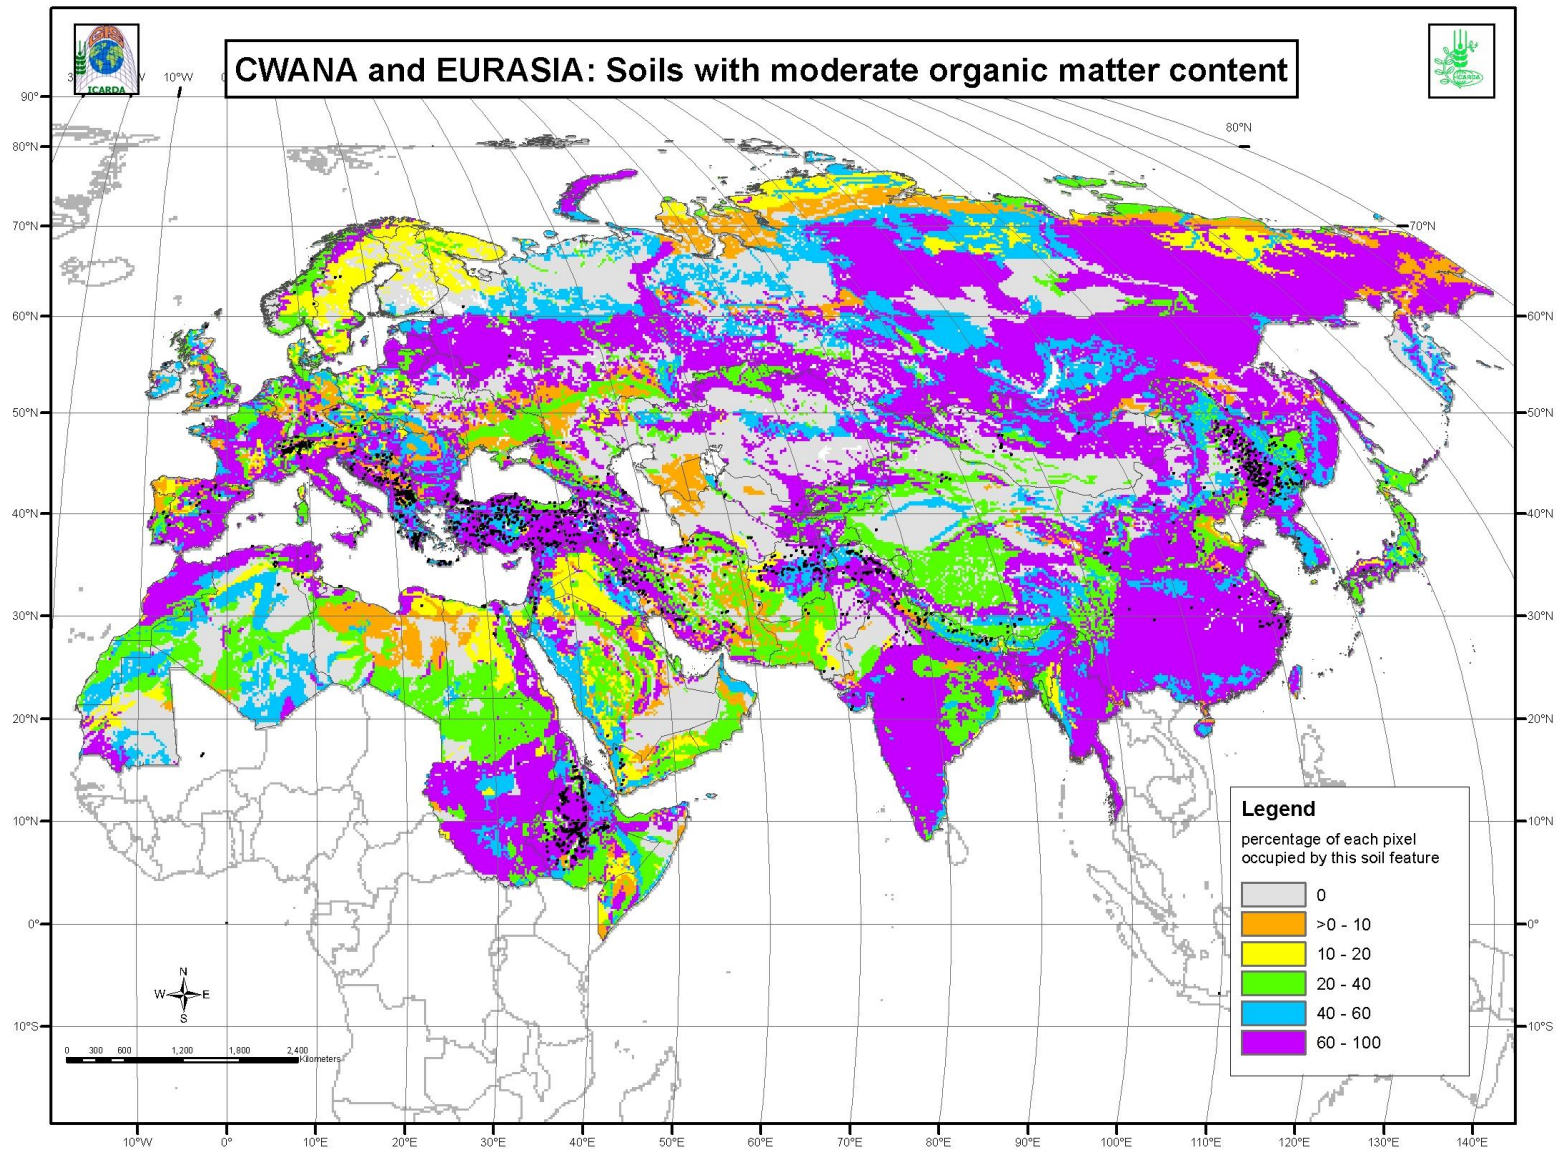 CWANA and EURASIA: Soils with moderate organic matter content
ICARDA
10°W
90°
80°
80°N
70°
70°N
60°
60°N
50°
50°N
40°
40°N
30°
30°N
20°
20°N
10°
10°N
0°
0°
10°S
10°S
Legend
percentage of each pixel
occupied by this soil feature
0
>0 - 10
10 - 20
20 - 40
40 - 60
60 - 100
N
W E
S
0 300 600 1,200 1,800 2,400
Kilometers
10°W 0° 10°E 20°E 30°E 40°E 50°E 60°E 70°E 80°E 90°E 100°E 110°E 120°E 130°E 140°E